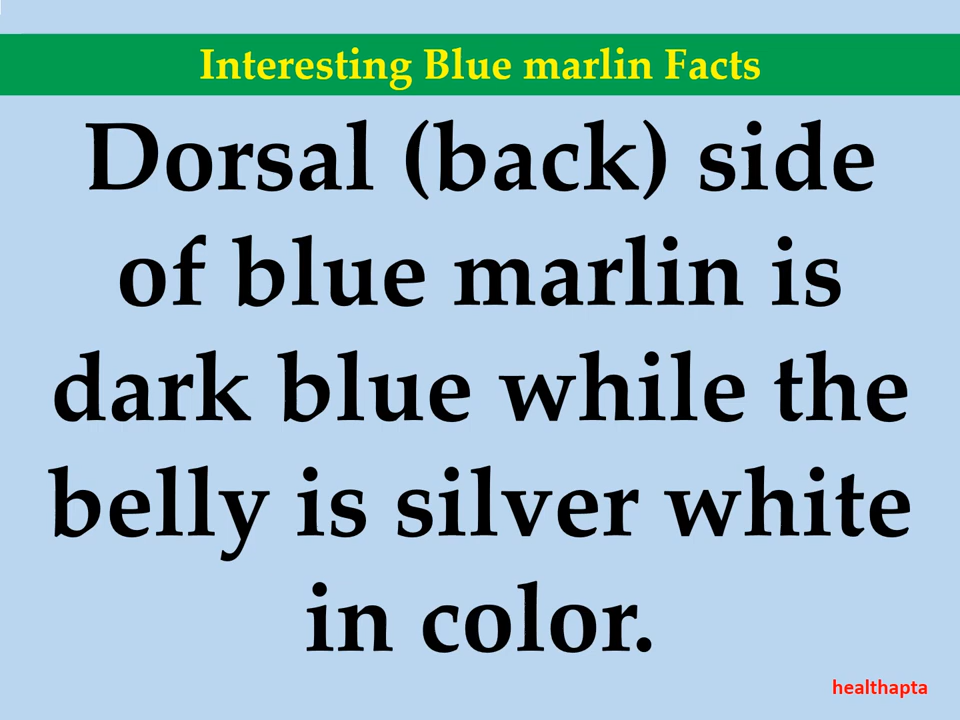 Interesting Blue marlin Facts
Dorsal (back) side
of blue marlin is
dark blue while the
belly is silver white
in color.
healthapta